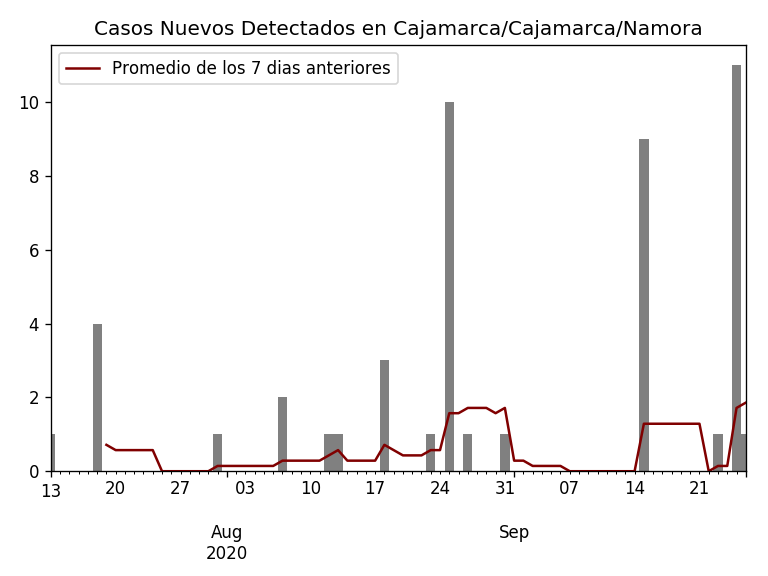 Casos Nuevos Detectados en Cajamarca/Cajamarca/Namora
Promedio de los 7 dias anteriores
10
8
6
4
2
0
13 20 27 03 10 17 24 31 07 14 21
Aug Sep
2020